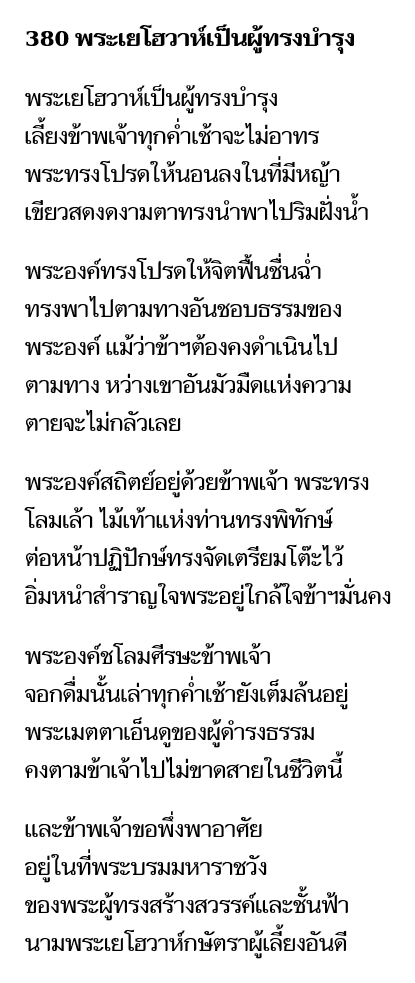 380 พระเยโฮวาห์เป็นผู้ทรงบำรุง
พระเยโฮวาห์เป็นผู้ทรงบำรุง
เลี้ยงข้าพเจ้าทุกค่ำเช้าจะไม่อาทร
พระทรงโปรดให้นอนลงในที่มีหญ้า
เขียวสดงดงามตาทรงนำพาไปริมฝั่งน้ำ
พระองค์ทรงโปรดให้จิตฟื้นชื่นฉ่ำ
ทรงพาไปตามทางอันชอบธรรมของ
พระองค์ แม้ว่าข้าฯต้องคงดำเนินไป
ตามทาง หว่างเขาอันมัวมืดแห่งความ
ตายจะไม่กลัวเลย
พระองค์สถิตย์อยู่ด้วยข้าพเจ้า พระทรง
โลมเล้า ไม้เท้าแห่งท่านทรงพิทักษ์
ต่อหน้าปฏิปักษ์ทรงจัดเตรียมโต๊ะไว้
อิ่มหนำสำราญใจพระอยู่ใกล้ใจข้าฯมั่นคง
พระองค์ชโลมศีรษะข้าพเจ้า
จอกดื่มนั้นเล่าทุกค่ำเช้ายังเต็มล้นอยู่
พระเมตตาเอ็นดูของผู้ดำรงธรรม
คงตามข้าเจ้าไปไม่ขาดสายในชีวิตนี้
และข้าพเจ้าขอพึ่งพาอาศัย
อยู่ในที่พระบรมมหาราชวัง
ของพระผู้ทรงสร้างสวรรค์และชั้นฟ้า
นามพระเยโฮวาห์กษัตราผู้เลี้ยงอันดี